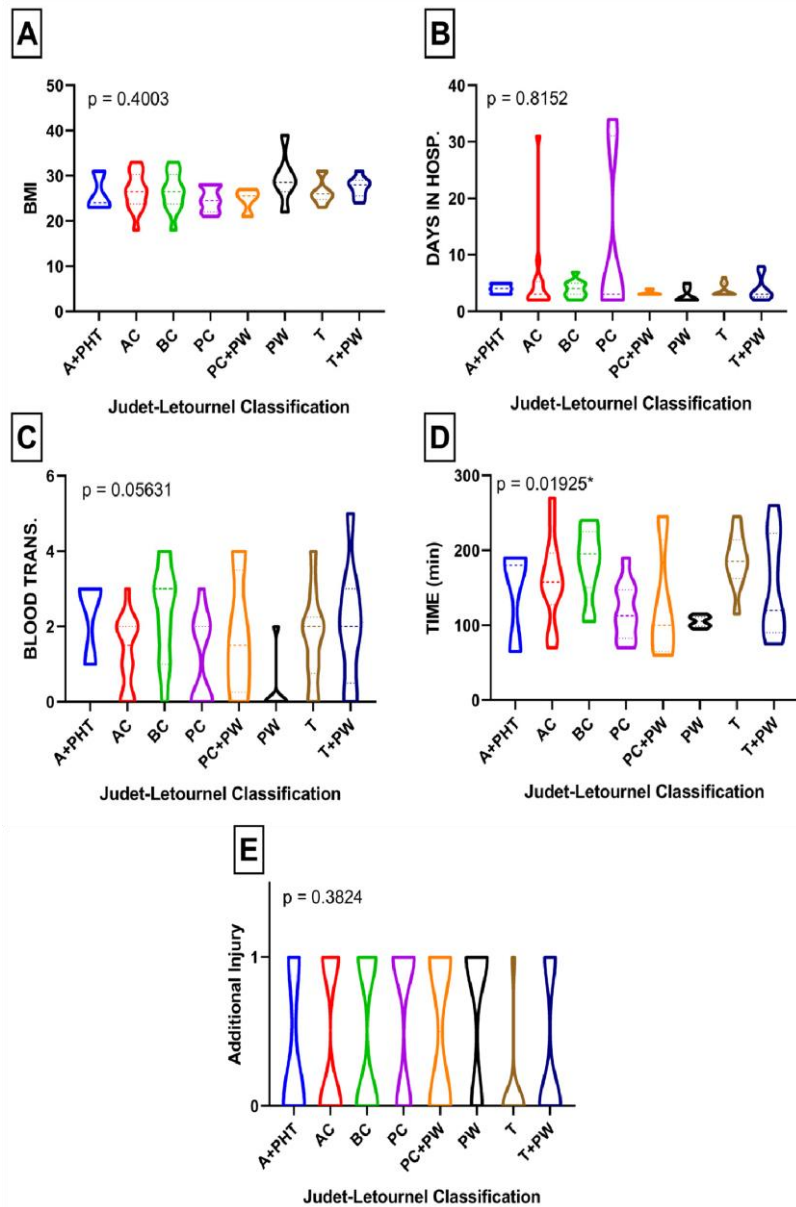 A
B
p = 0.4003
BMI
50
40
30
20
10
0
A+PHT
AC
BC
PC
PC+PW
PW
T
T+PW
Judet-Letournel Classification
p = 0.8152
DAYS IN HOSP.
40
30
20
10
0
A+PHT
AC
BC
PC
PC+PW
PW
T
T+PW
Judet-Letournel Classification
C
D
p = 0.05631
BLOOD TRANS.
6
4
2
0
A+PHT
AC
BC
PC
PC+PW
PW
T
T+PW
Judet-Letournel Classification
p = 0.01925*
TIME (min)
300
200
100
0
A+PHT
AC
BC
PC
PC+PW
PW
T
T+PW
Judet-Letournel Classification
E
p = 0.3824
Additional Injury
1
0
A+PHT
AC
BC
PC
PC+PW
PW
T
T+PW
Judet-Letournel Classification